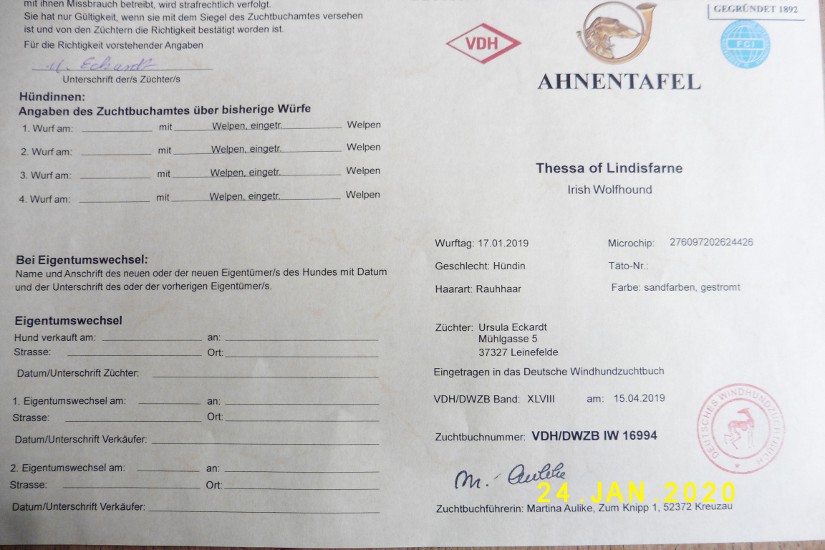 mit ihnen Missbrauch betreibt, wird strafrechtlich verfolgt.
Sie hat nur Gültigkeit, wenn sie mit dem Siegel des Zuchtbuchamtes versehen
ist und von den Züchtern die Richtigkeit bestätigt worden ist.
Für die Richtigkeit vorstehender Angaben
U. Eckardt
Unterschrift der/s Züchter/s
Hündinnen:
Angaben des Zuchtbuchamtes über bisherige Würfe
1. Wurf am: mit Welpen, eingetr. Welpen
2. Wurf am: mit Welpen, eingetr. Welpen
3. Wurf am: mit Welpen, eingetr. Welpen
4. Wurf am: mit Welpen, eingetr. Welpen
Bei Eigentumswechsel:
Name und Anschrift des neuen oder der neuen Eigentümer/s des Hundes mit Datum
und der Unterschrift des oder der vorherigen Eigentümer/s.
Eigentumswechsel
Hund verkauft am: an:
Strasse: Ort:
Datum/Unterschrift Züchter:
1. Eigentumswechsel am: an:
Strasse: Ort:
Datum/Unterschrift Verkäufer:
2. Eigentumswechsel am: an:
Strasse: Ort:
Datum/Unterschrift Verkäufer:
VDH
GEGRÜNDET 1892
FCI
AHNENTAFEL
Thessa of Lindisfarne
Irish Wolfhound
Wurftag: 17.01.2019 Microchip: 276097202624426
Geschlecht: Hündin Täto-Nr.:
Haarart: Rauhhaar Farbe: sandfarben, gestromt
Züchter: Ursula Eckardt
Mühlgasse 5
37327 Leinefelde
Eingetragen in das Deutsche Windhundzuchtbuch
VDH/DWZB Band: XLVIII am: 15.04.2019
Zuchtbuchnummer: VDH/DWZB IW 16994
DEUTSCHES WINDHUNDZUCHTBUCH
M. Aulike
24.JAN.2020
Zuchtbuchführerin: Martina Aulike, Zum Knipp 1, 52372 Kreuzau